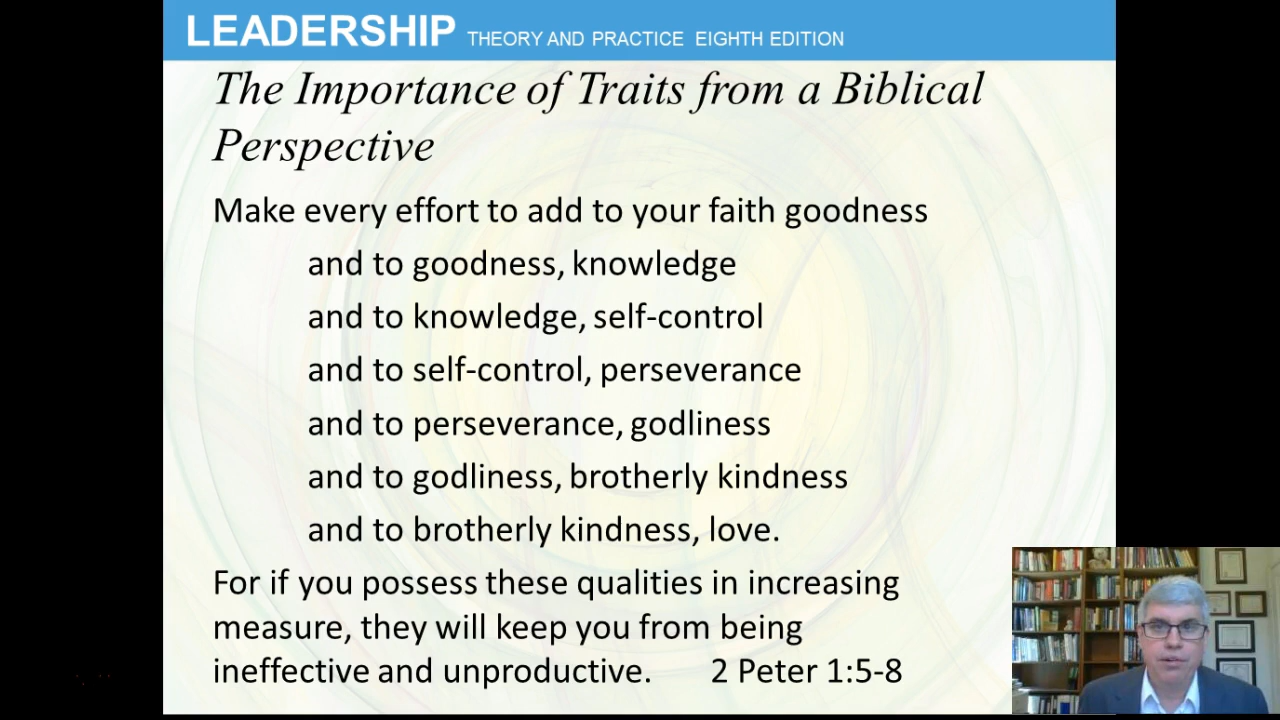 LEADERSHIP THEORY AND PRACTICE EIGHTH EDITION
The Importance of Traits from a Biblical
Perspective
Make every effort to add to your faith goodness
and to goodness, knowledge
and to knowledge, self-control
and to self-control, perseverance
and to perseverance, godliness
and to godliness, brotherly kindness
and to brotherly kindness, love.
For if you possess these qualities in increasing
measure, they will keep you from being
ineffective and unproductive. 2 Peter 1:5-8